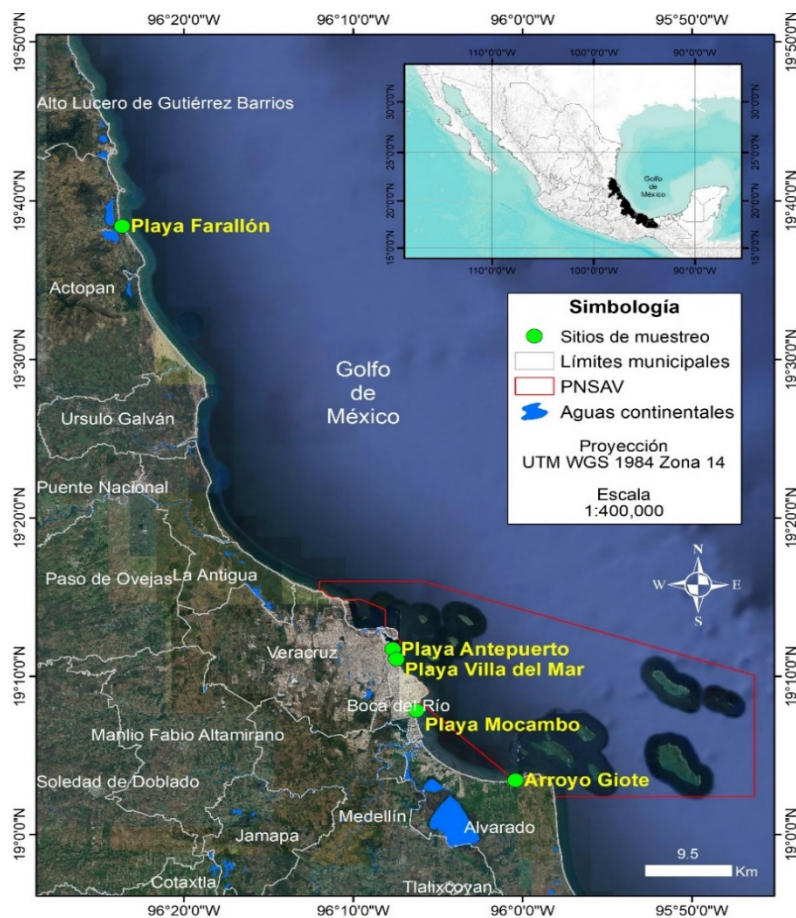 96°20'0"W
96°10'0"W
96°0'0"W
95°50'0"W
19°50'0"N
19°50'0"N
110°0'0"W
100°0'0"W
90°0'0"W
30°0'0"N
30°0'0"N
25°0'0"N
25°0'0"N
20°0'0"N
20°0'0"N
15°0'0"N
15°0'0"N
Golfo
de
México
110°0'0"W
100°0'0"W
90°0'0"W
Alto Lucero de Gutiérrez Barrios
19°40'0"N
19°40'0"N
Playa Farallón
Actopan
Simbología
Sitios de muestreo
Límites municipales
PNSAV
Aguas continentales
Proyección
UTM WGS 1984 Zona 14
Escala
1:400,000
19°30'0"N
19°30'0"N
Golfo
de
México
Ursulo Galván
Puente Nacional
19°20'0"N
19°20'0"N
Paso de Ovejas
La Antigua
N
W
E
S
Playa Antepuerto
Veracruz
Playa Villa del Mar
19°10'0"N
19°10'0"N
Boca del Río
Playa Mocambo
Manlio Fabio Altamirano
Soledad de Doblado
Arroyo Giote
Medellín
Alvarado
Jamapa
19°0'0"N
19°0'0"N
9.5
Km
Cotaxtla
Tlalixcoyan
96°20'0"W
96°10'0"W
96°0'0"W
95°50'0"W